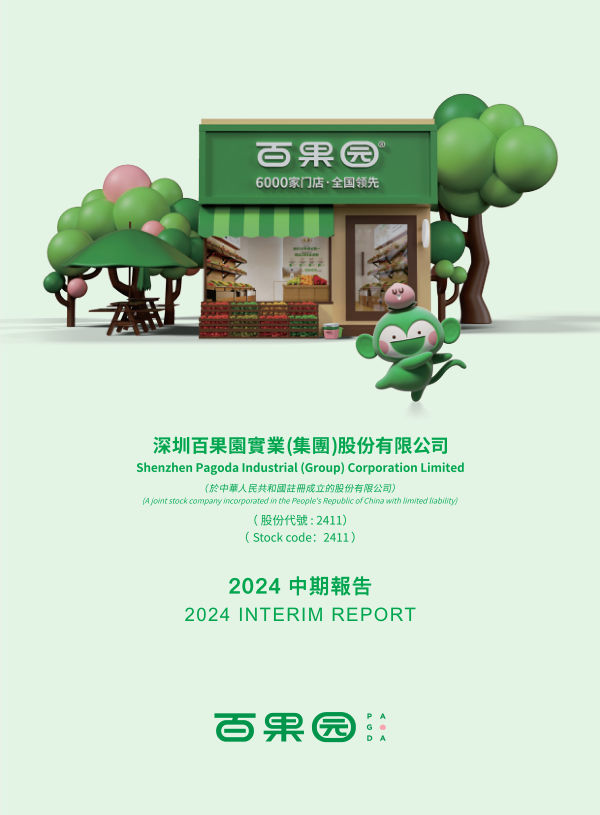 百果园®
6000家门店·全国领先
深圳百果園實業(集團)股份有限公司
Shenzhen Pagoda Industrial (Group) Corporation Limited
（於中華人民共和國註冊成立的股份有限公司）
(A joint stock company incorporated in the People's Republic of China with limited liability)
（ 股份代號 : 2411）
（ Stock code： 2411 ）
2024 中期報告
2024 INTERIM REPORT
百果园 PAGODA